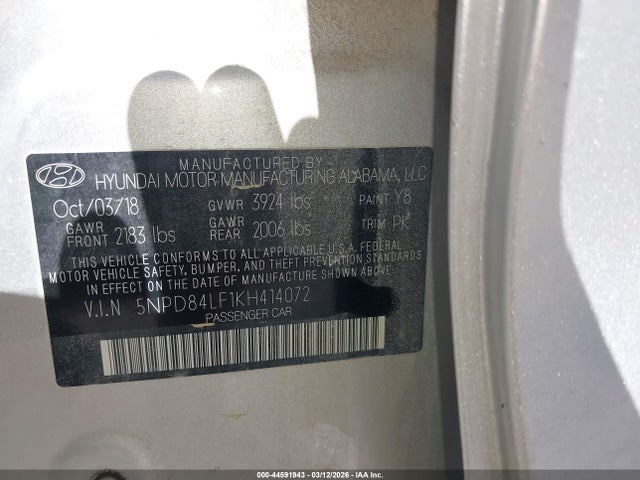 MANUFACTURED BY
HYUNDAI MOTOR MANUFACTURING ALABAMA, LLC
Oct/03/18 GVWR 3924 lbs PAINT Y8
GAWR FRONT 2183 lbs GAWR REAR 2006 lbs TRIM PK
THIS VEHICLE CONFORMS TO ALL APPLICABLE U.S.A. FEDERAL
MOTOR VEHICLE SAFETY, BUMPER, AND THEFT PREVENTION STANDARDS
IN EFFECT ON THE DATE OF MANUFACTURE SHOWN ABOVE.
V.I.N 5NPD84LF1KH414072
PASSENGER CAR
000-44591943 - 03/12/2026 - IAA Inc.